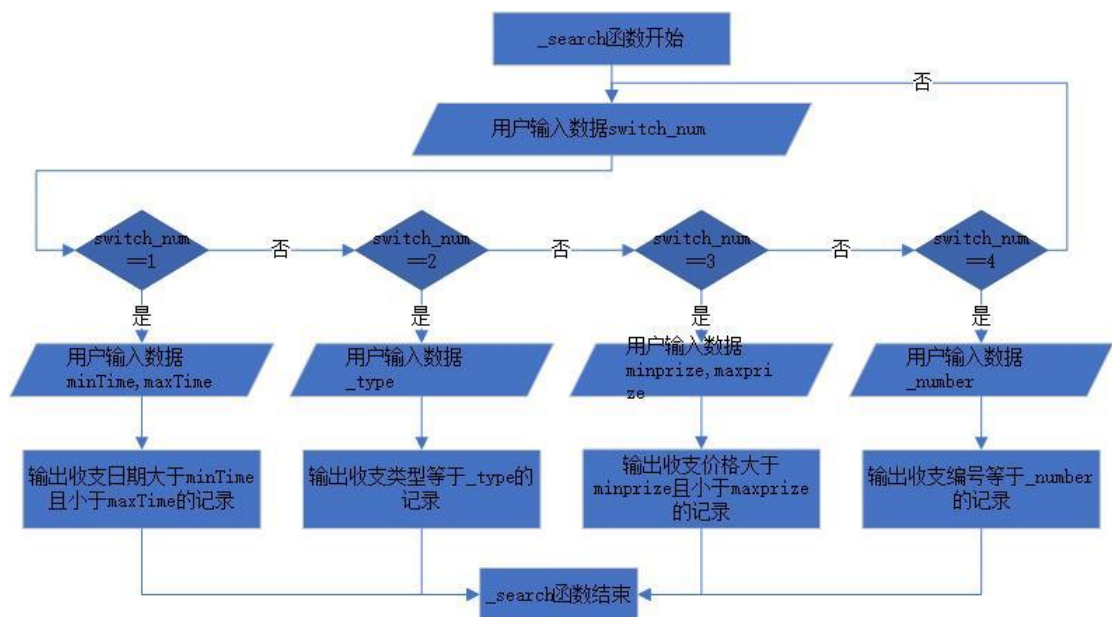 _search函数开始
否
用户输入数据switch_num
switch_num
==1
否
switch_num
==2
否
switch_num
==3
否
switch_num
==4
是
是
是
是
用户输入数据
minTime,maxTime
用户输入数据
_type
用户输入数据
minprize,maxpri
ze
用户输入数据
_number
输出收支日期大于minTime
且小于maxTime的记录
输出收支类型等于_type的
记录
输出收支价格大于
minprize且小于maxprize
的记录
输出收支编号等于_number
的记录
_search函数结束